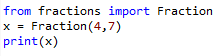 from fractions import Fraction
x = Fraction(4,7)
print(x)